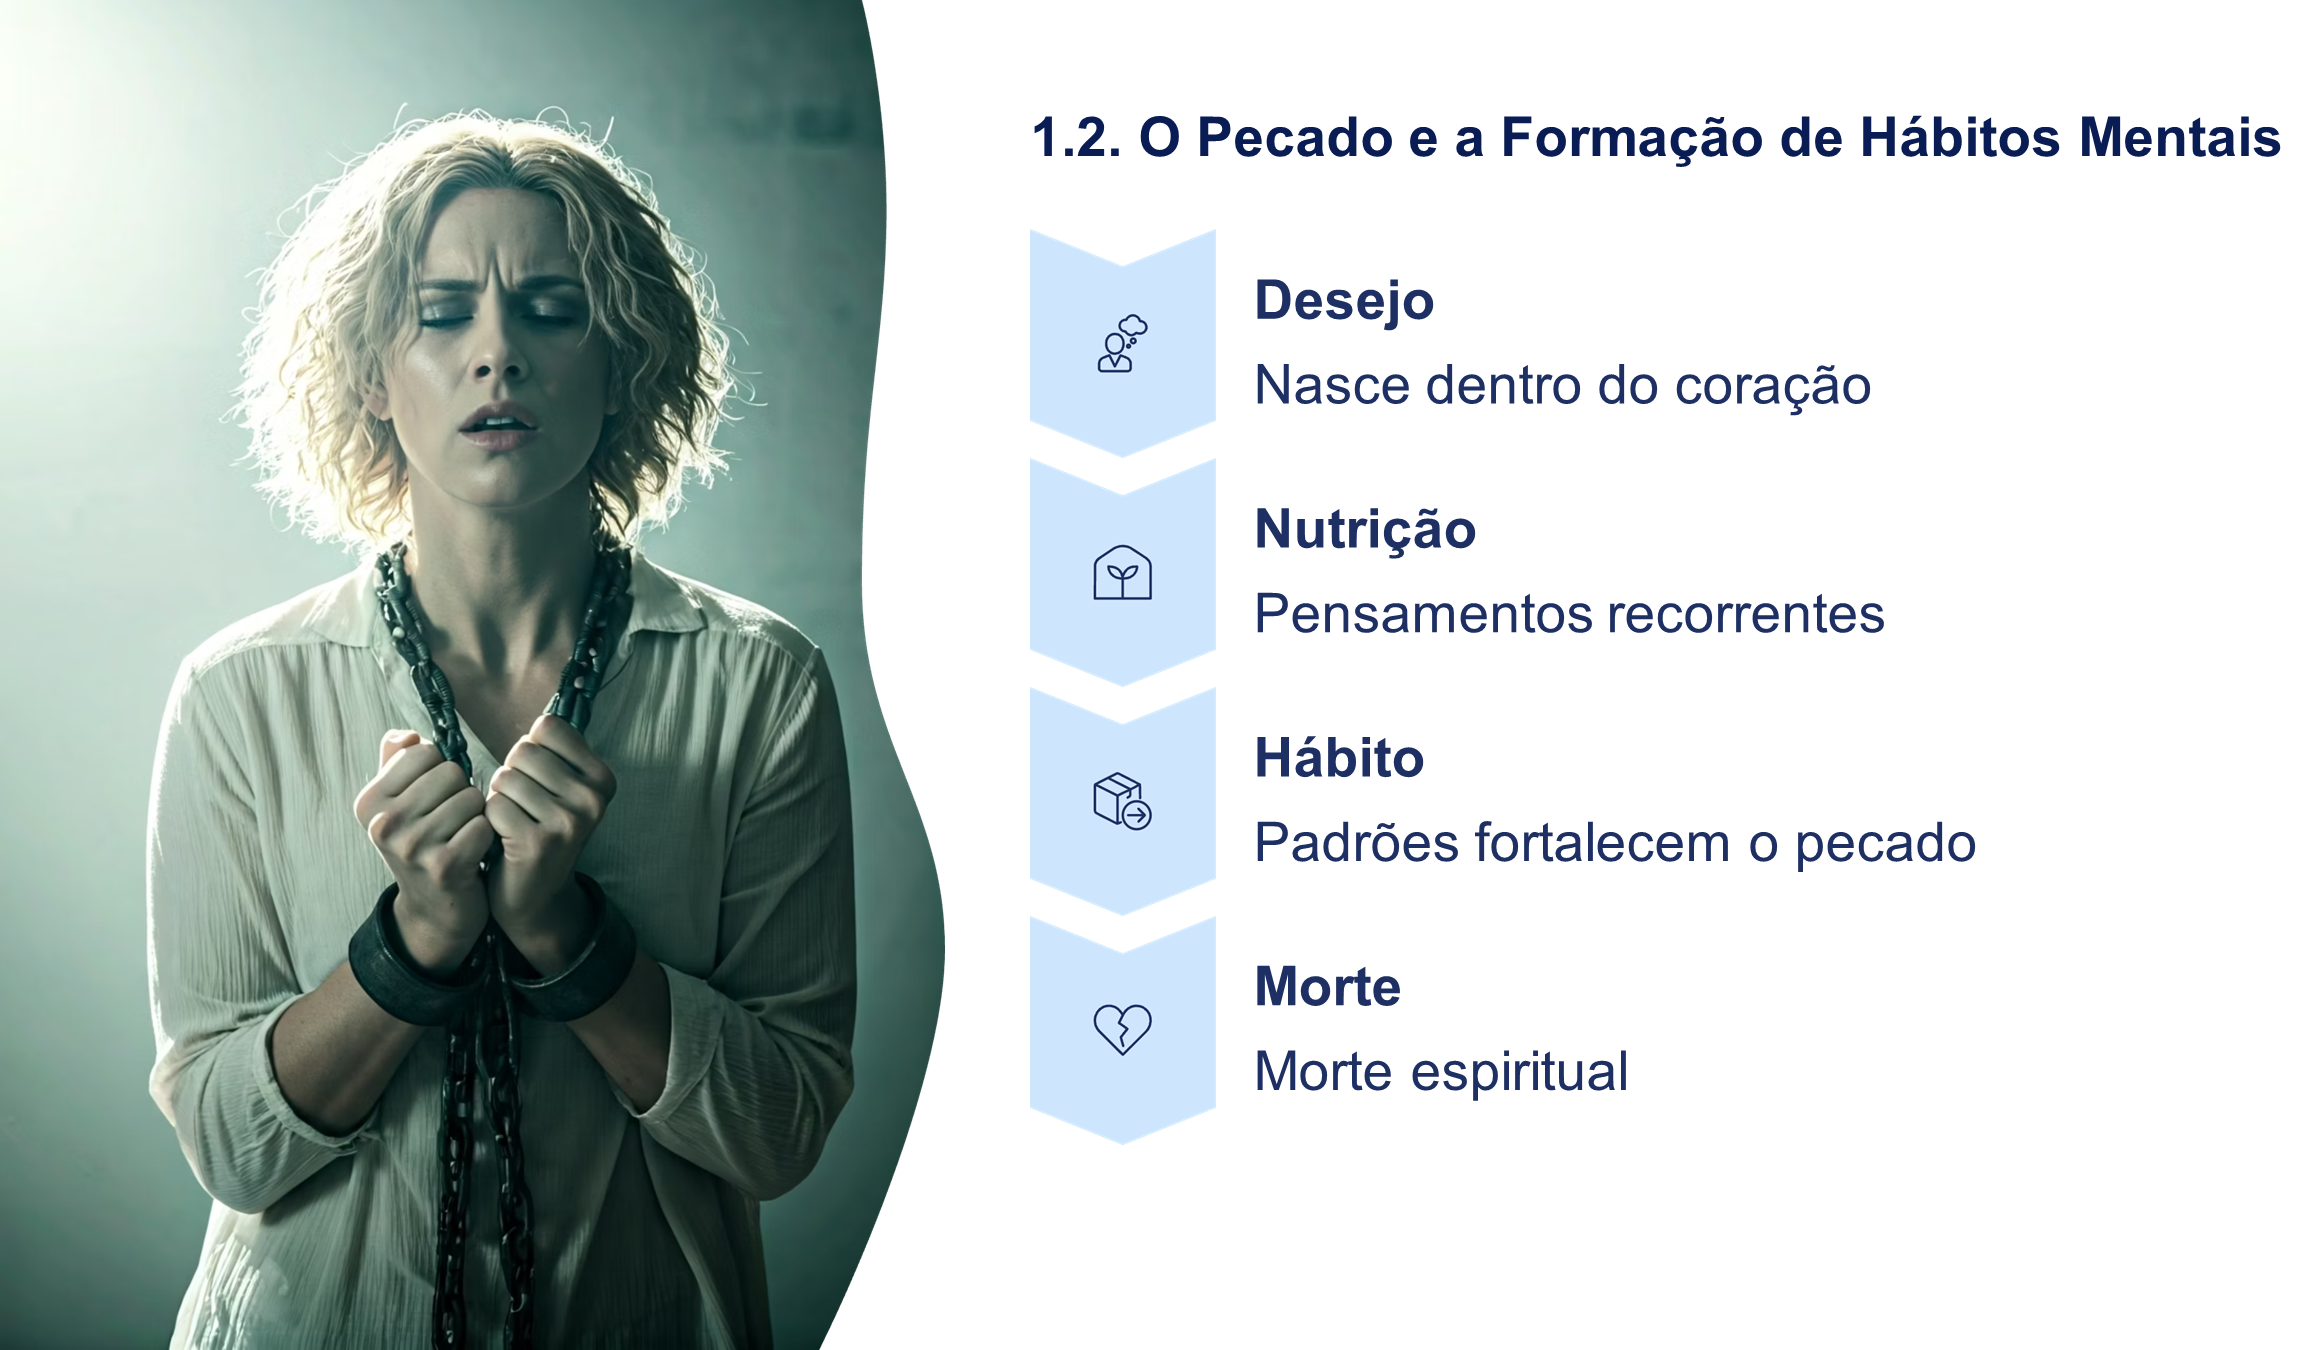 1.2. O Pecado e a Formação de Hábitos Mentais
Desejo
Nasce dentro do coração
Nutrição
Pensamentos recorrentes
Hábito
Padrões fortalecem o pecado
Morte
Morte espiritual